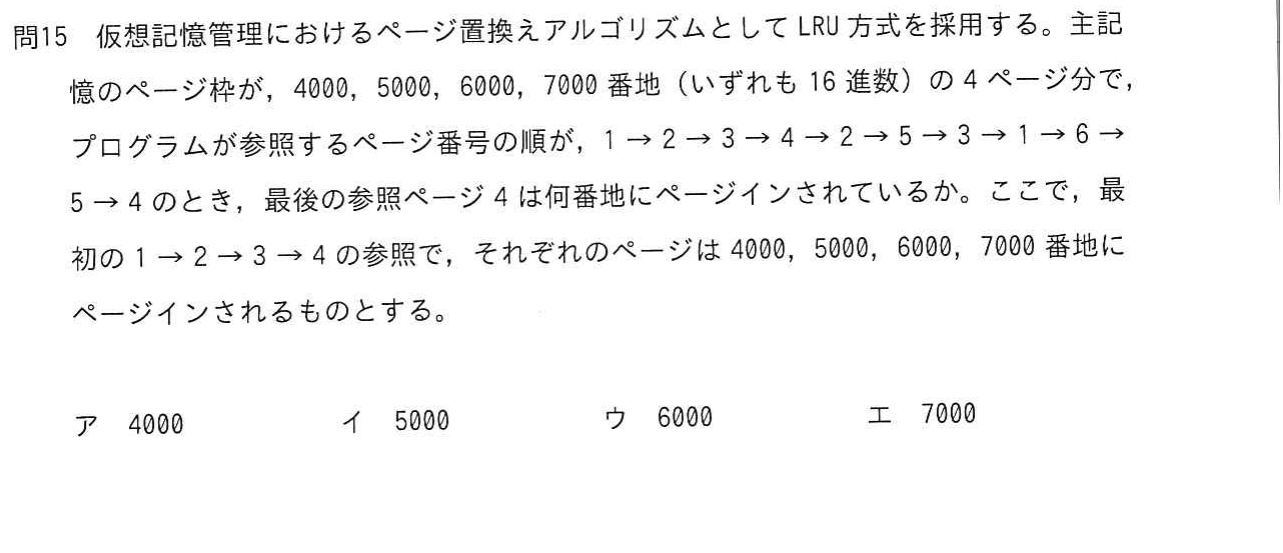 問15 仮想記憶管理におけるページ置換えアルゴリズムとして LRU 方式を採用する。主記
憶のページ枠が，4000，5000，6000，7000 番地（いずれも 16 進数）の 4 ページ分で，
プログラムが参照するページ番号の順が，1 → 2 → 3 → 4 → 2 → 5 → 3 → 1 → 6 →
5 → 4 のとき，最後の参照ページ 4 は何番地にページインされているか。ここで，最
初の 1 → 2 → 3 → 4 の参照で，それぞれのページは 4000，5000，6000，7000 番地に
ページインされるものとする。
ア 4000 イ 5000 ウ 6000 エ 7000